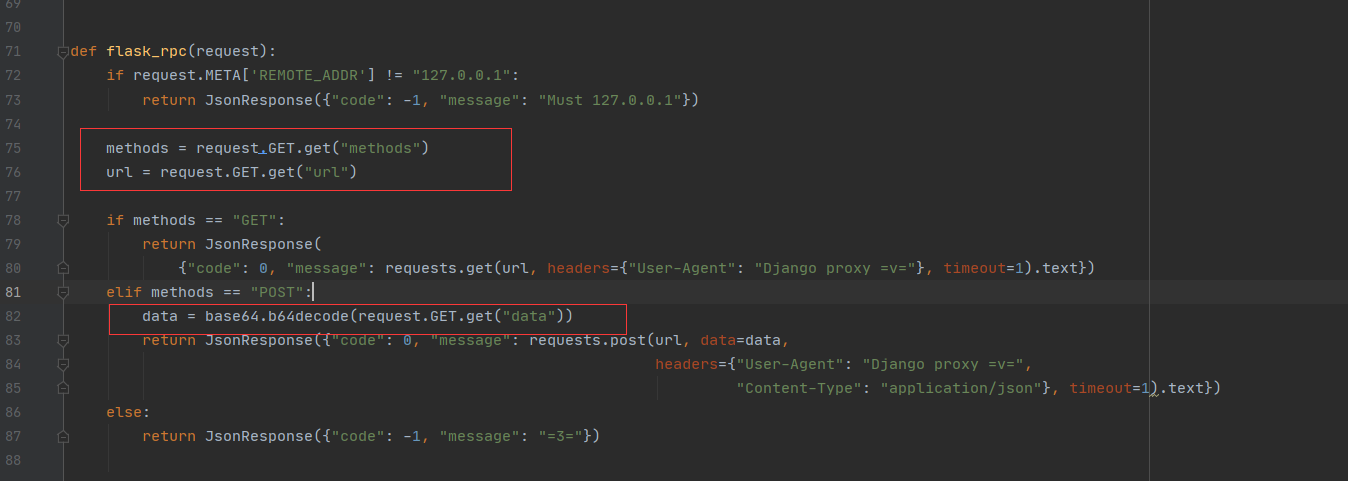 69
70
71 def flask_rpc(request):
72 if request.META['REMOTE_ADDR'] != "127.0.0.1":
73 return JsonResponse({"code": -1, "message": "Must 127.0.0.1"})
74
75 methods = request.GET.get("methods")
76 url = request.GET.get("url")
77
78 if methods == "GET":
79 return JsonResponse(
80 {"code": 0, "message": requests.get(url, headers={"User-Agent": "Django proxy =v="}, timeout=1).text})
81 elif methods == "POST":
82 data = base64.b64decode(request.GET.get("data"))
83 return JsonResponse({"code": 0, "message": requests.post(url, data=data,
84 headers={"User-Agent": "Django proxy =v=",
85 "Content-Type": "application/json"}, timeout=1).text})
86 else:
87 return JsonResponse({"code": -1, "message": "=3="})
88